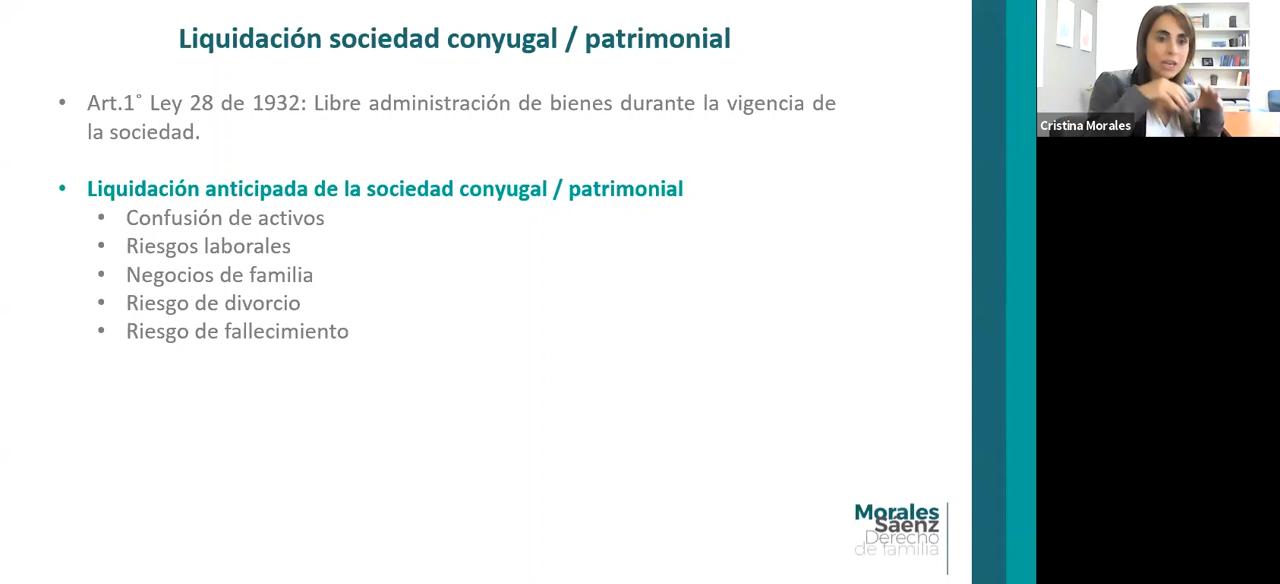 Liquidación sociedad conyugal / patrimonial
• Art.1° Ley 28 de 1932: Libre administración de bienes durante la vigencia de
la sociedad.
• Liquidación anticipada de la sociedad conyugal / patrimonial
• Confusión de activos
• Riesgos laborales
• Negocios de familia
• Riesgo de divorcio
• Riesgo de fallecimiento
Cristina Morales
Morales
Sáenz
Derecho
de familia